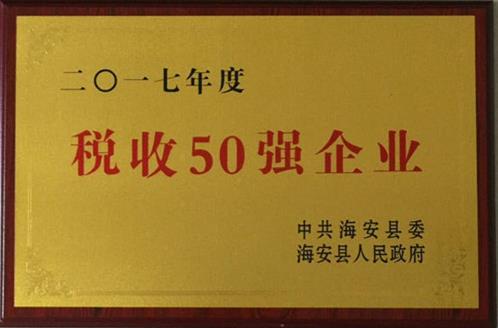 二〇一七年度
税收50强企业
中共海安县委
海安县人民政府